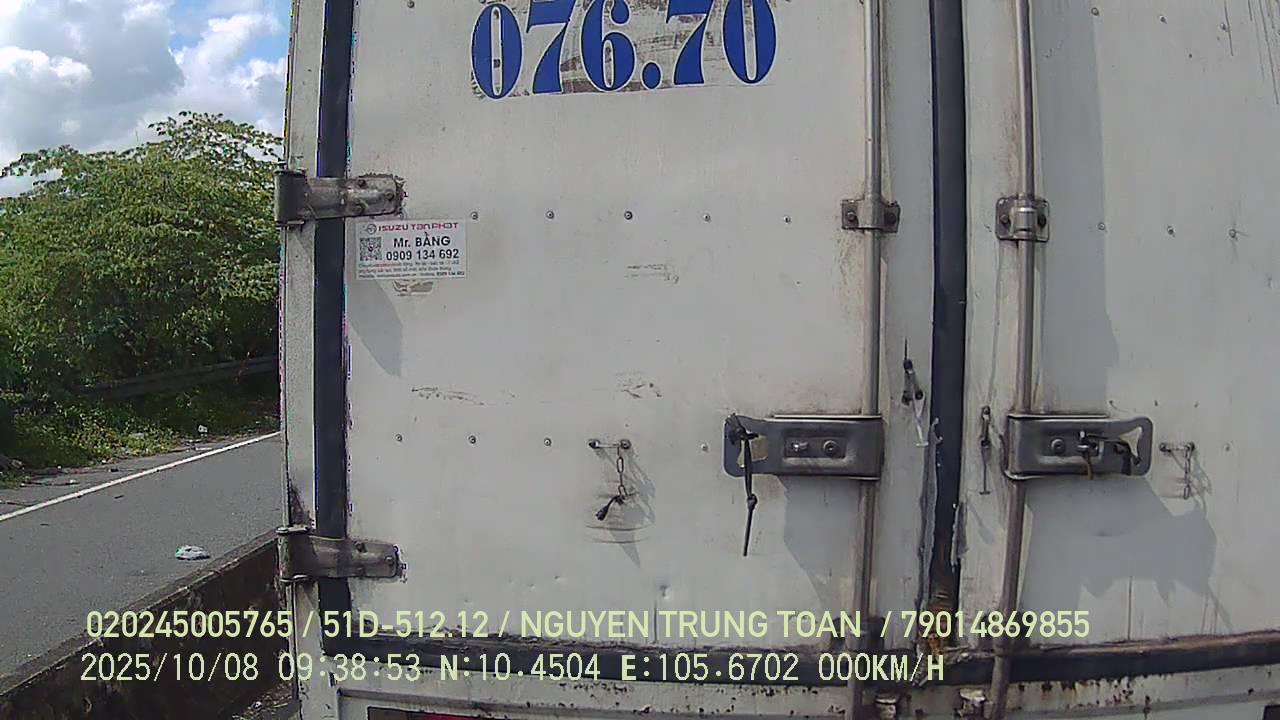 076.70
ISUZU TAN PHAT
Mr. BẰNG
0909 134 692
020245005765 / 51D-512.12 / NGUYEN TRUNG TOAN / 79014869855
2025/10/08 09:38:53 N:10.4504 E:105.6702 000KM/H